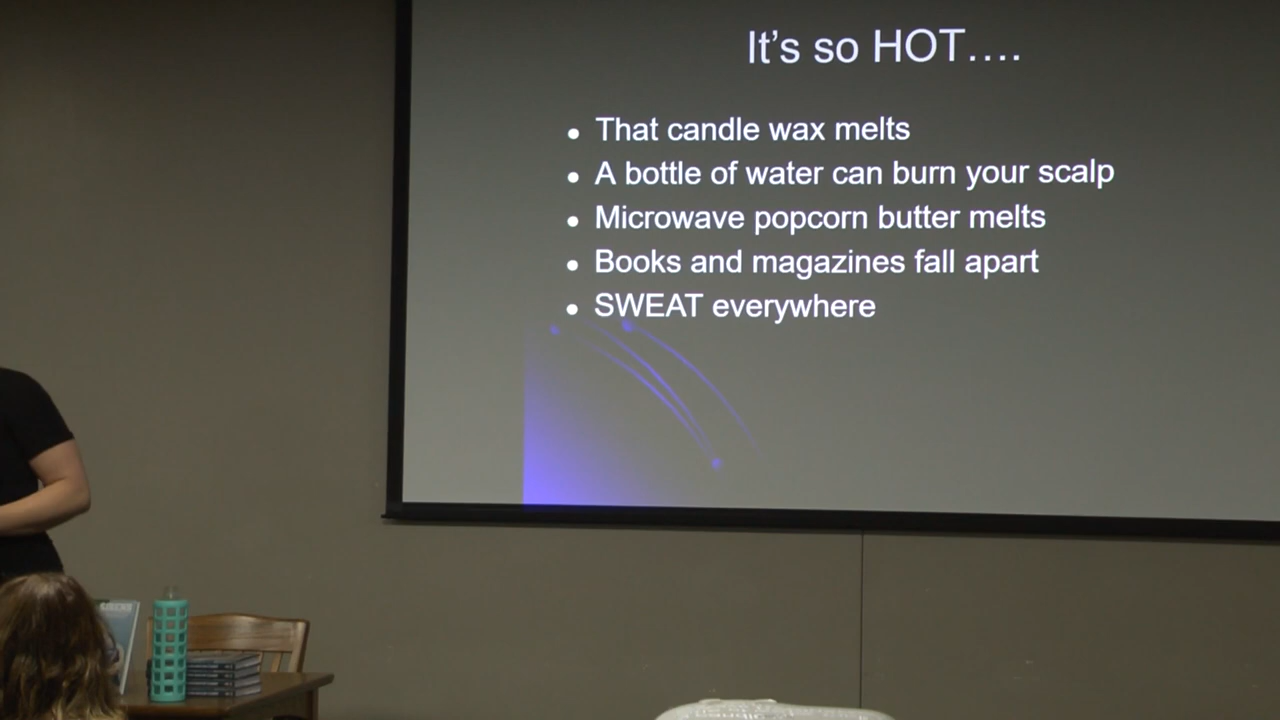 It's so HOT….
• That candle wax melts
• A bottle of water can burn your scalp
• Microwave popcorn butter melts
• Books and magazines fall apart
• SWEAT everywhere